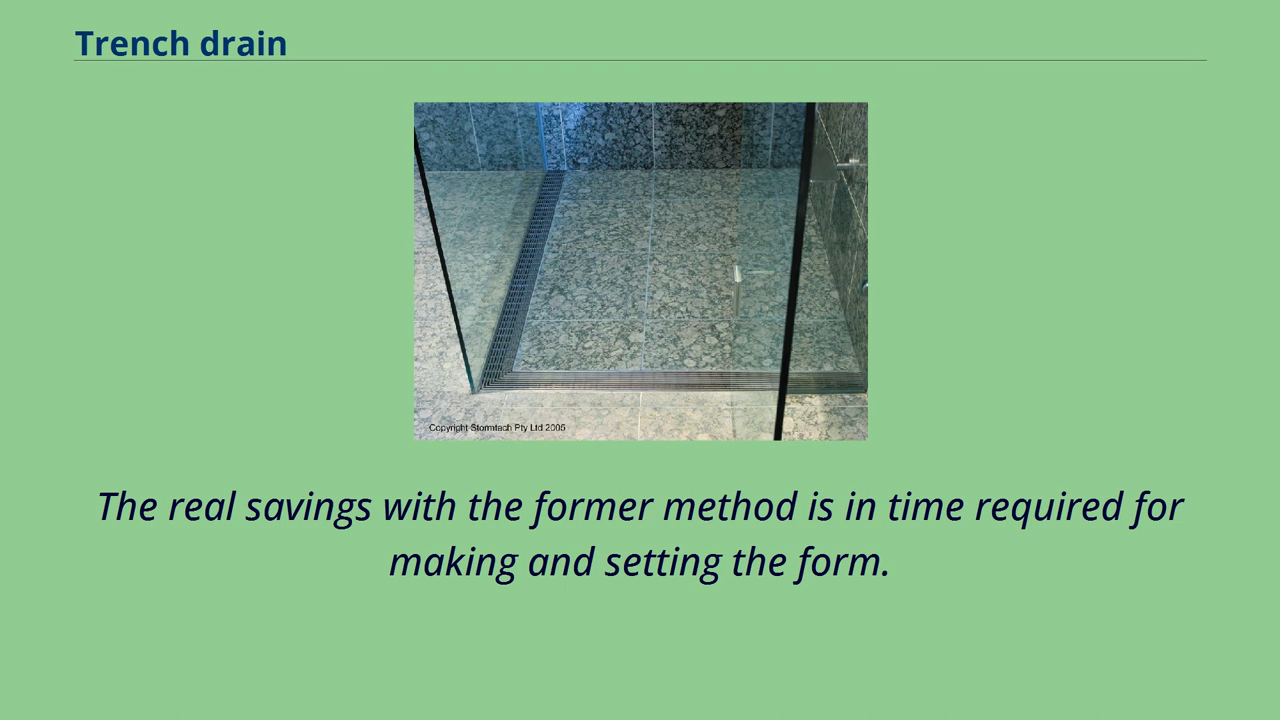 Trench drain
Copyright Stormtech Pty Ltd 2005
The real savings with the former method is in time required for
making and setting the form.